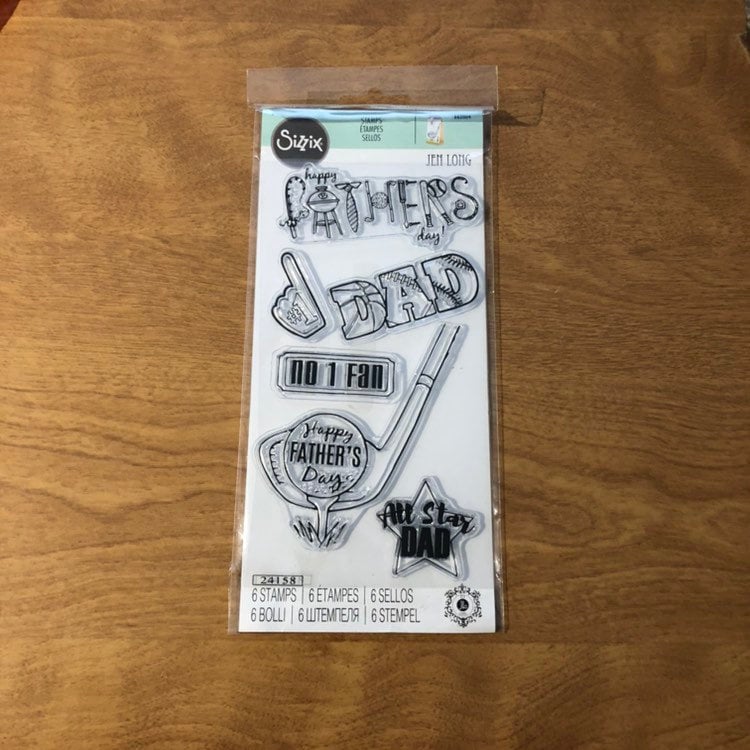 STAMPS
ÉTAMPES
SELLOS
Sizzix
JEN LONG
happy
FATHERS
day!
#1
DAD
no 1 Fan
Happy
FATHER'S
Day
All Star
DAD
24158
6 STAMPS | 6 ÉTAMPES | 6 SELLOS
6 BOLLI | 6 ШТЕМПЕЛЯ | 6 STEMPEL